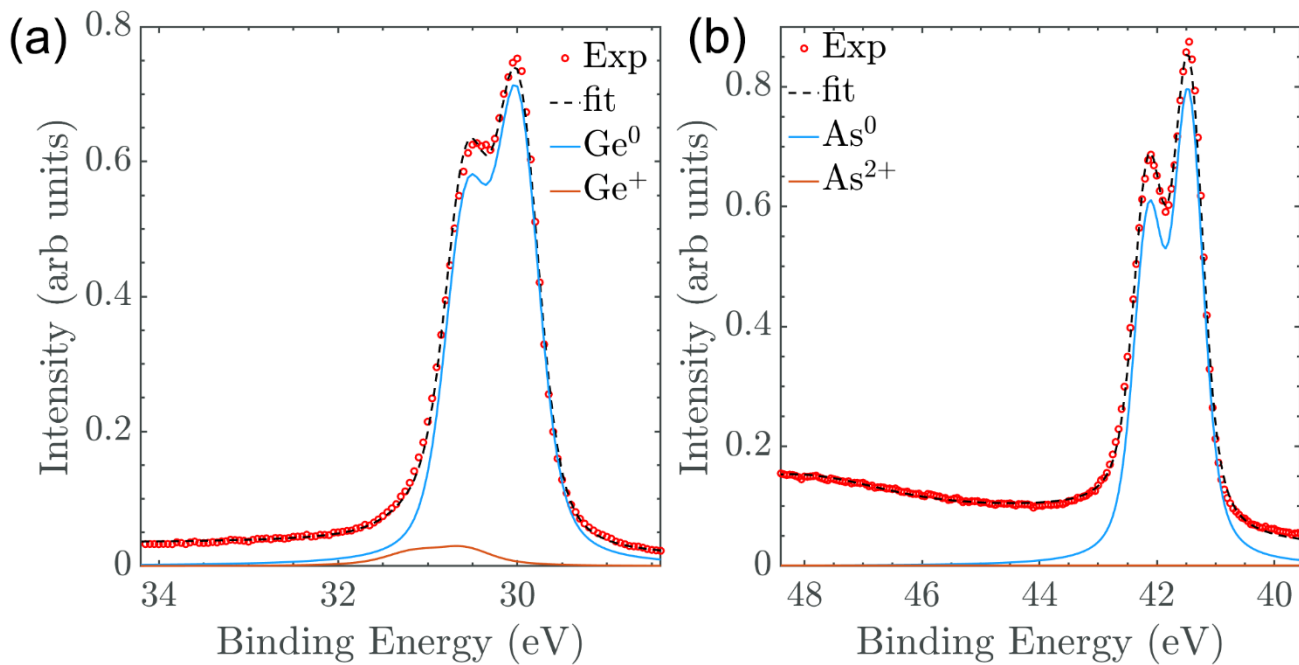 (a)
0.8
0.6
0.4
0.2
0
Intensity (arb units)
Exp
fit
Ge⁰
Ge⁺
34
32
30
Binding Energy (eV)
(b)
0.8
0.6
0.4
0.2
0
Intensity (arb units)
Exp
fit
As⁰
As²⁺
48
46
44
42
40
Binding Energy (eV)